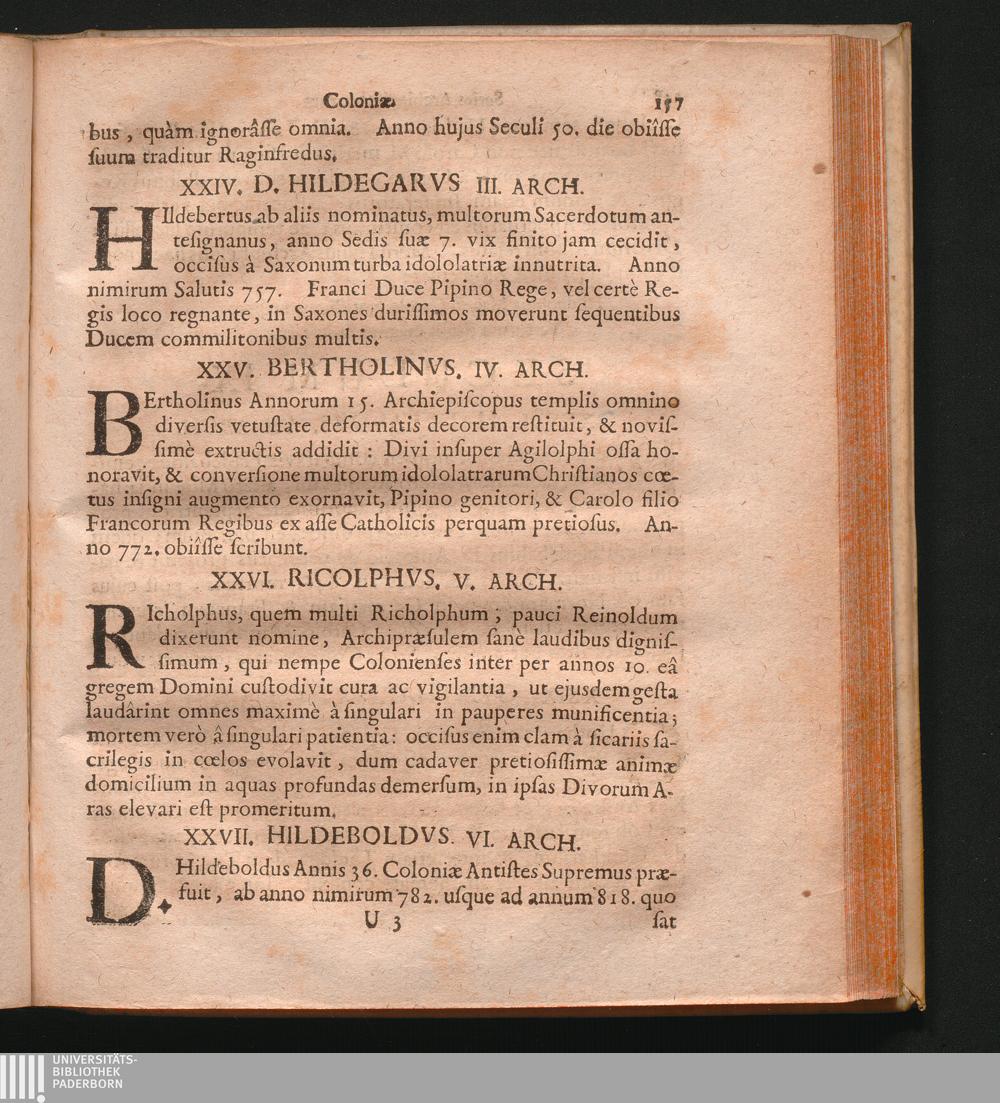 Coloniæ 157
bus, quàm ignorâſſe omnia. Anno hujus Seculi 50. die obiîſſe
ſuum traditur Raginfredus.
XXIV. D. HILDEGARVS III. ARCH.
HIldebertus ab aliis nominatus, multorum Sacerdotum an-
teſignanus, anno Sedis ſuæ 7. vix finito jam cecidit,
occiſus à Saxonum turba idololatriæ innutrita. Anno
nimirum Salutis 757. Franci Duce Pipino Rege, vel certè Re-
gis loco regnante, in Saxones duriſſimos moverunt ſequentibus
Ducem commilitonibus multis.
XXV. BERTHOLINVS. IV. ARCH.
BErtholinus Annorum 15. Archiepiſcopus templis omnino
diverſis vetuſtate deformatis decorem reſtituit, & noviſ-
ſimè extructis addidit: Divi inſuper Agilolphi oſſa ho-
noravit, & converſione multorum idololatrarum Chriſtianos cœ-
tus inſigni augmento exornavit, Pipino genitori, & Carolo filio
Francorum Regibus ex aſſe Catholicis perquam pretioſus. An-
no 772. obiîſſe ſcribunt.
XXVI. RICOLPHVS. V. ARCH.
RIcholphus, quem multi Richolphum; pauci Reinoldum
dixerunt nomine, Archipræſulem ſanè laudibus digniſ-
ſimum, qui nempe Colonienſes inter per annos 10. eâ
gregem Domini cuſtodivit cura ac vigilantia, ut ejusdem geſta
laudârint omnes maximè à ſingulari in pauperes munificentia;
mortem verò â ſingulari patientia: occiſus enim clam à ſicariis ſa-
crilegis in cœlos evolavit, dum cadaver pretioſiſſimæ animæ
domicilium in aquas profundas demerſum, in ipſas Divorum A-
ras elevari eſt promeritum.
XXVII. HILDEBOLDVS. VI. ARCH.
D. Hildeboldus Annis 36. Coloniæ Antiſtes Supremus præ-
fuit, ab anno nimirum 782. uſque ad annum 818. quo
U 3 ſat
UNIVERSITÄTS-
BIBLIOTHEK
PADERBORN